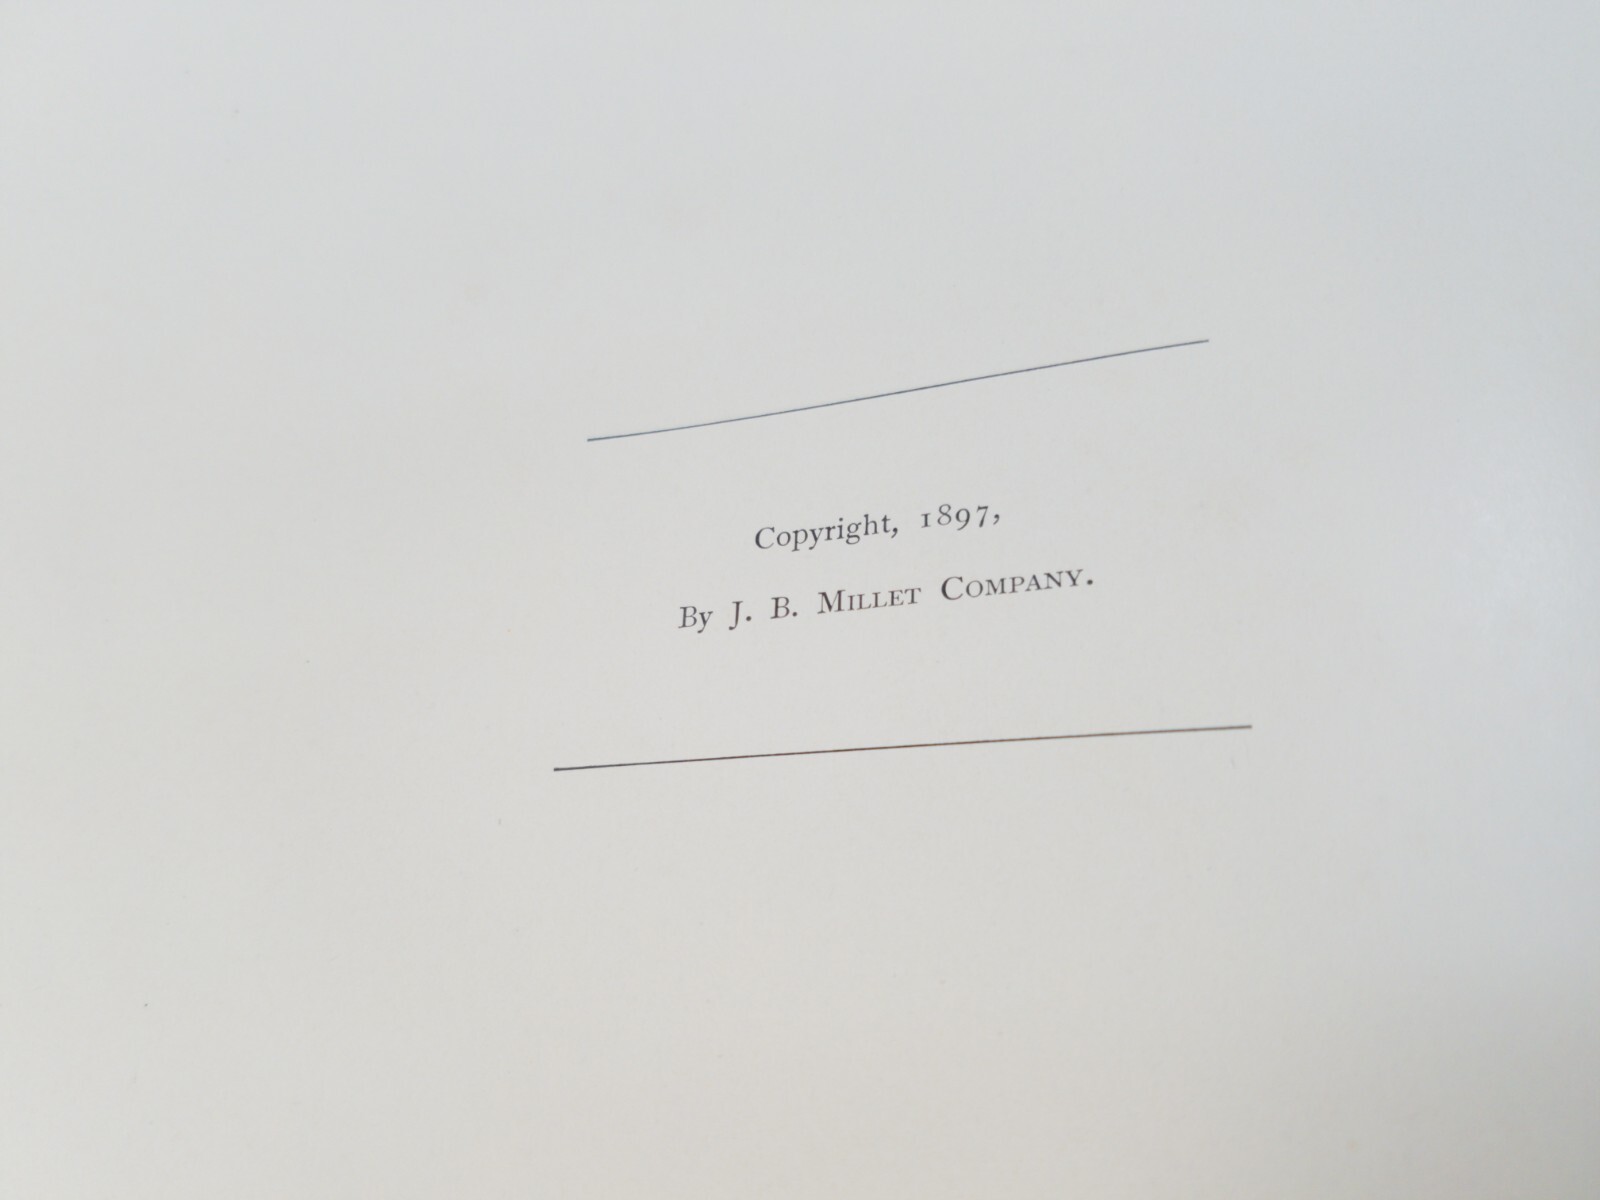 Copyright, 1897,
By J. B. Millet Company.